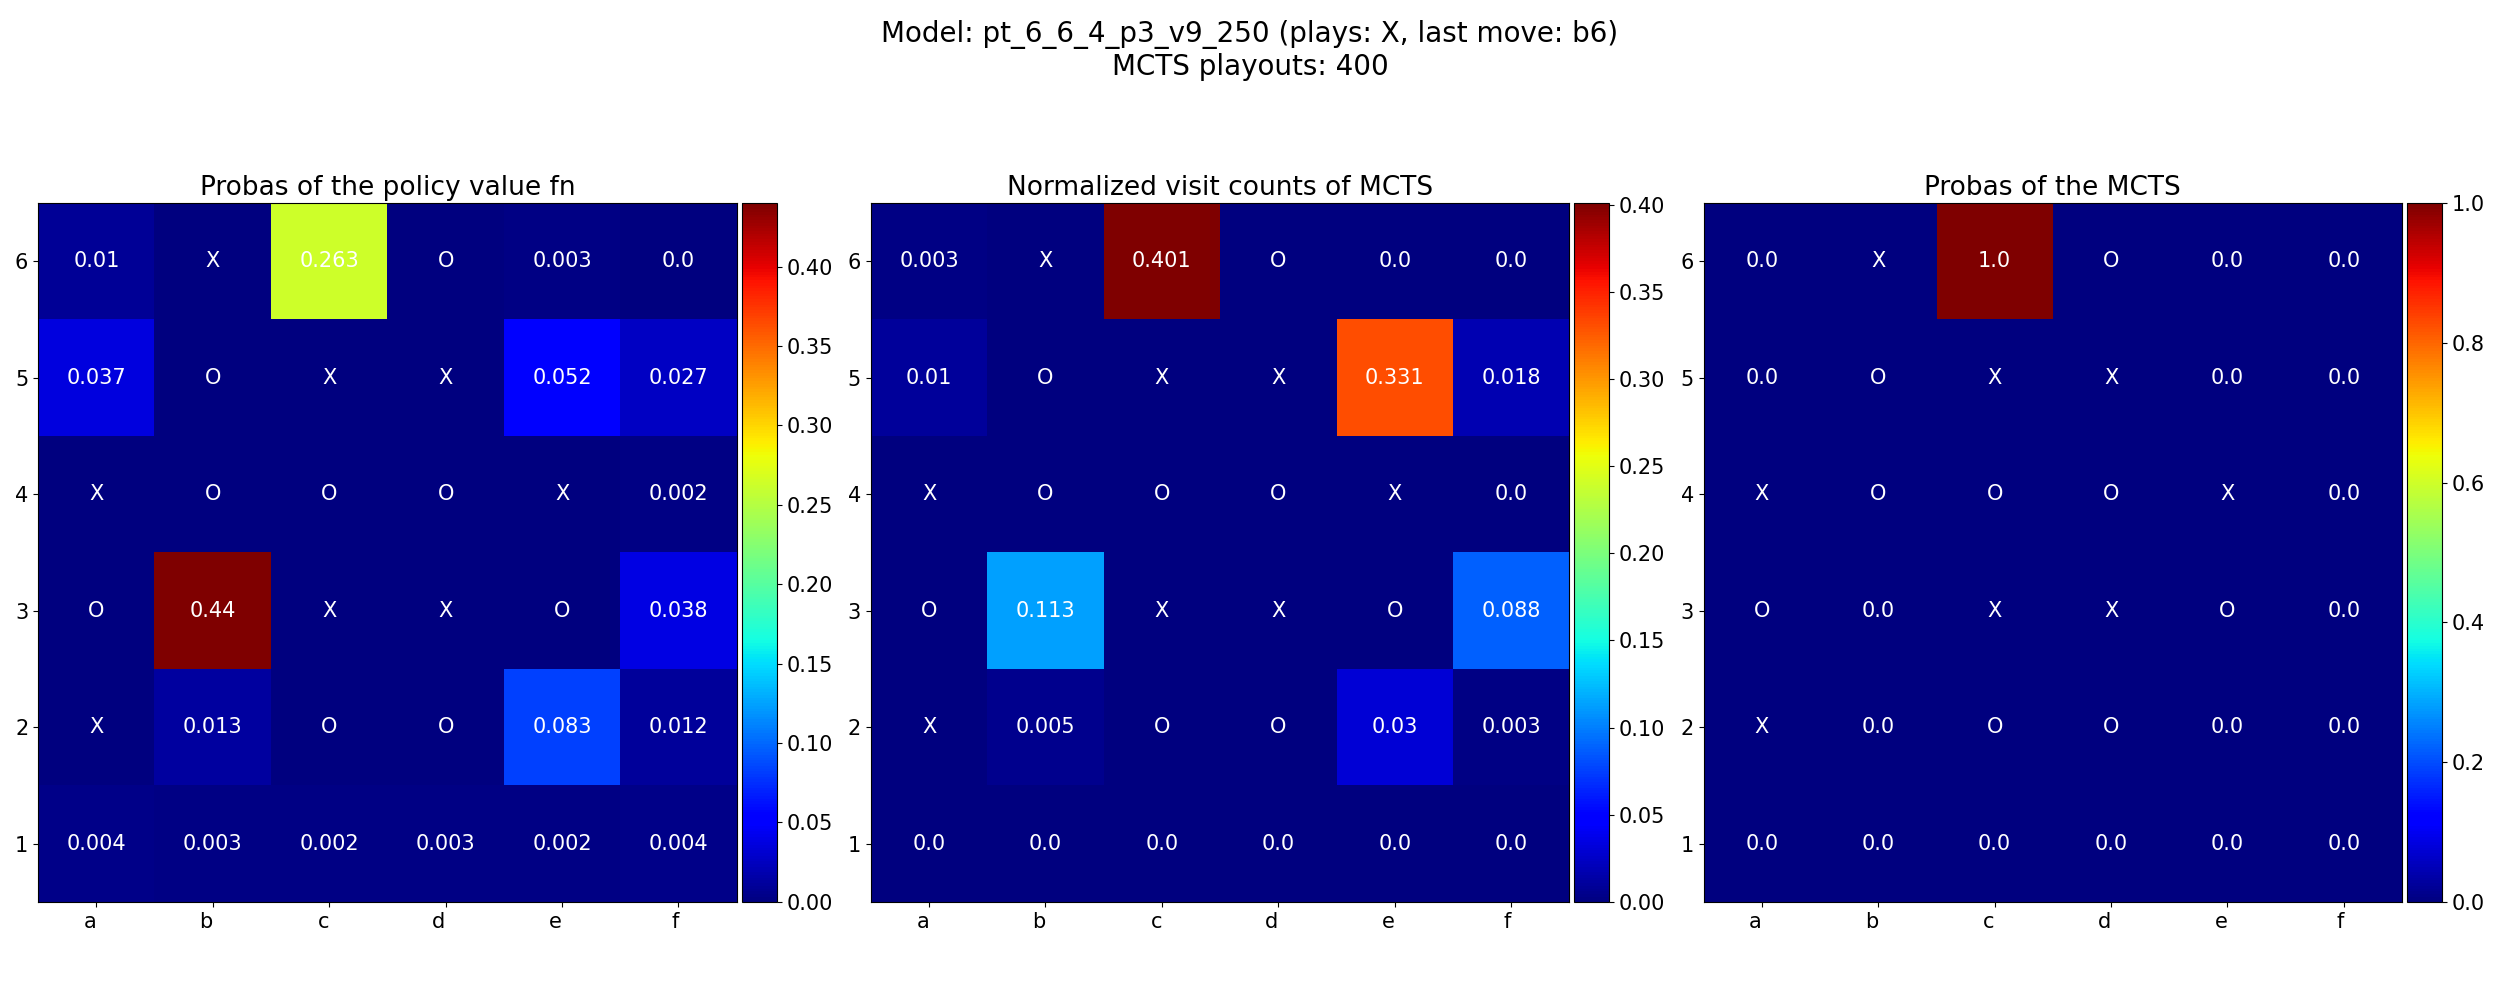 Model: pt_6_6_4_p3_v9_250 (plays: X, last move: b6)
MCTS playouts: 400
Probas of the policy value fn
6 0.01 X 0.263 O 0.003 0.0
5 0.037 O X X 0.052 0.027
4 X O O O X 0.002
3 O 0.44 X X O 0.038
2 X 0.013 O O 0.083 0.012
1 0.004 0.003 0.002 0.003 0.002 0.004
a b c d e f
0.40
0.35
0.30
0.25
0.20
0.15
0.10
0.05
0.00
Normalized visit counts of MCTS
6 0.003 X 0.401 O 0.0 0.0
5 0.01 O X X 0.331 0.018
4 X O O O X 0.0
3 O 0.113 X X O 0.088
2 X 0.005 O O 0.03 0.003
1 0.0 0.0 0.0 0.0 0.0 0.0
a b c d e f
0.40
0.35
0.30
0.25
0.20
0.15
0.10
0.05
0.00
Probas of the MCTS
6 0.0 X 1.0 O 0.0 0.0
5 0.0 O X X 0.0 0.0
4 X O O O X 0.0
3 O 0.0 X X O 0.0
2 X 0.0 O O 0.0 0.0
1 0.0 0.0 0.0 0.0 0.0 0.0
a b c d e f
1.0
0.8
0.6
0.4
0.2
0.0